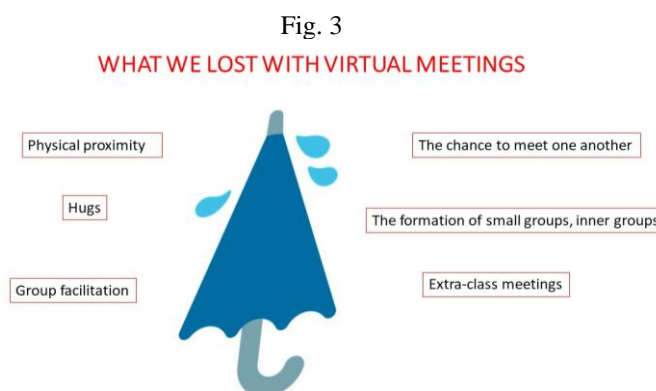 Fig. 3
WHAT WE LOST WITH VIRTUAL MEETINGS
Physical proximity
The chance to meet one another
Hugs
The formation of small groups, inner groups
Group facilitation
Extra-class meetings